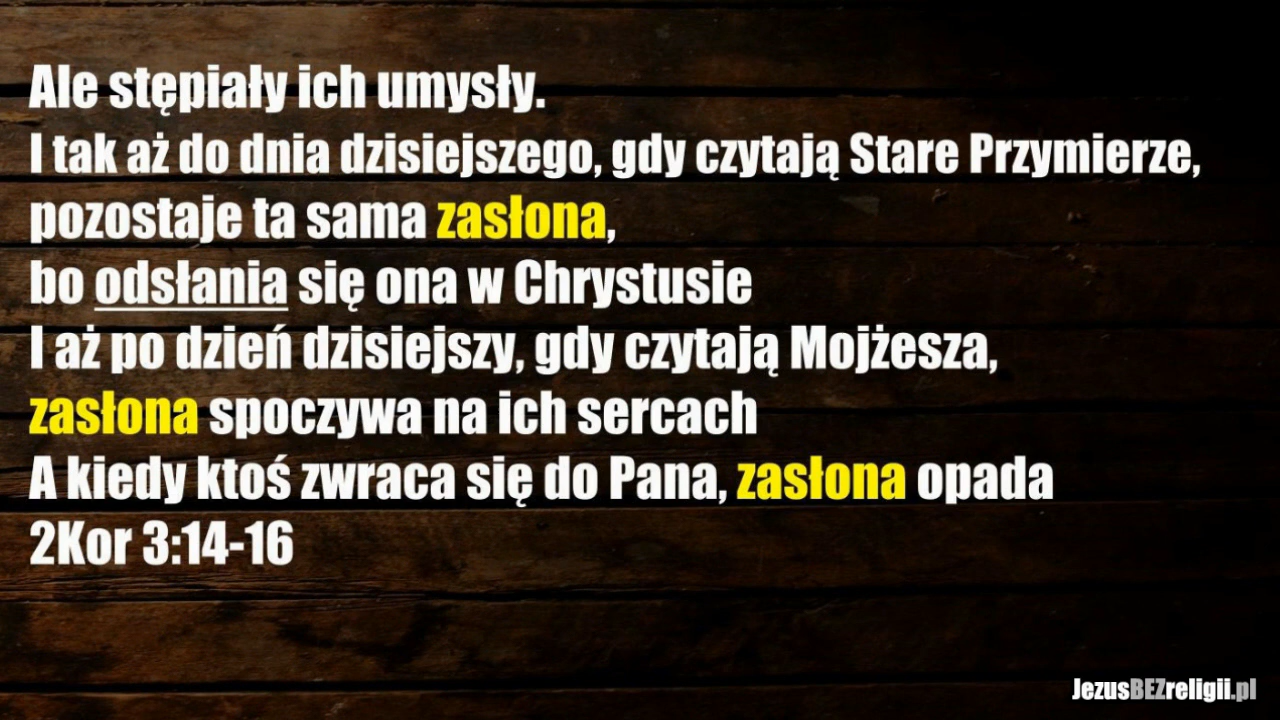 Ale stępiały ich umysły.
I tak aż do dnia dzisiejszego, gdy czytają Stare Przymierze,
pozostaje ta sama zasłona,
bo odsłania się ona w Chrystusie
I aż po dzień dzisiejszy, gdy czytają Mojżesza,
zasłona spoczywa na ich sercach
A kiedy ktoś zwraca się do Pana, zasłona opada
2Kor 3:14-16
JezusBEZreligii.pl